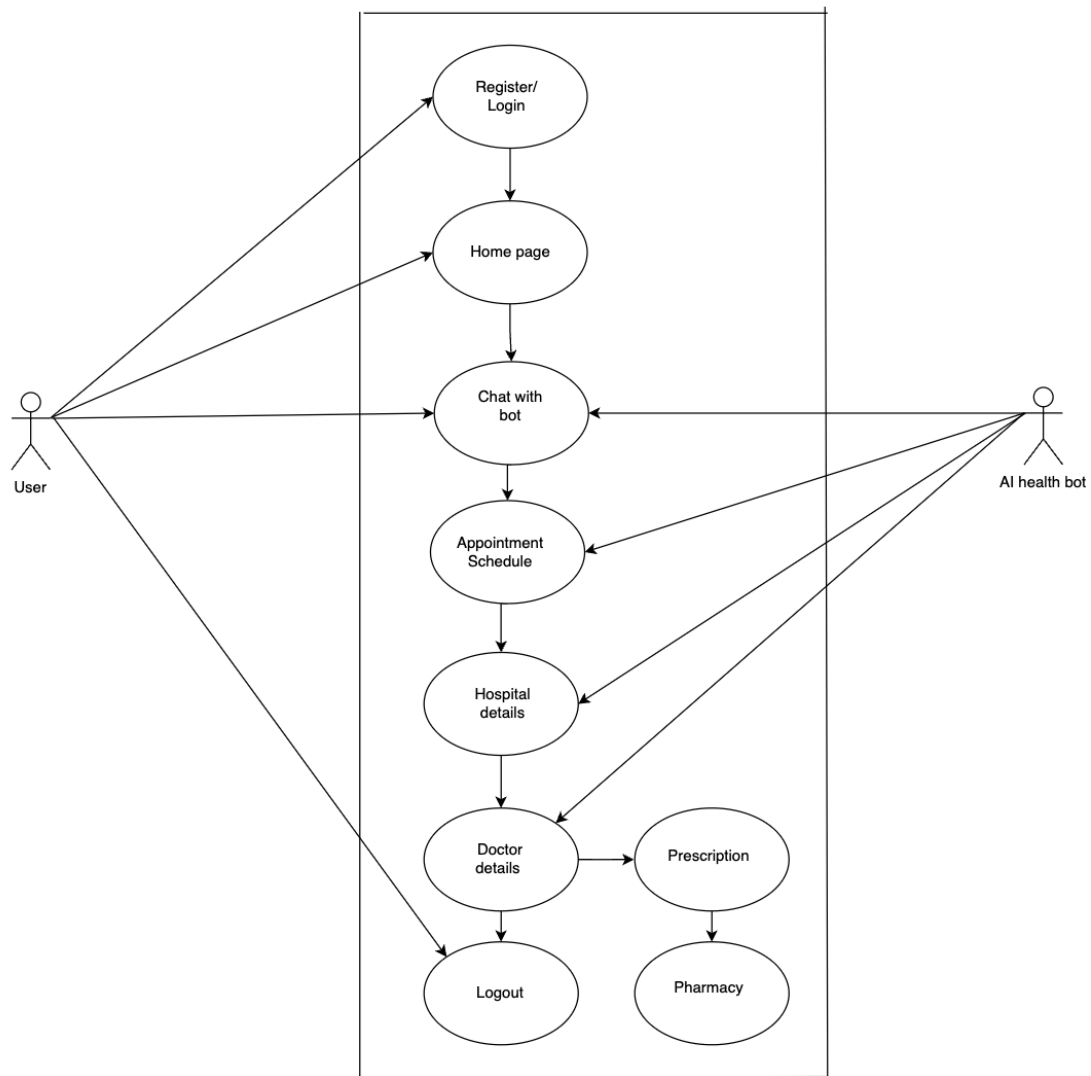 Register/
Login
Home page
Chat with
bot
User
AI health bot
Appointment
Schedule
Hospital
details
Doctor
details
Prescription
Logout
Pharmacy